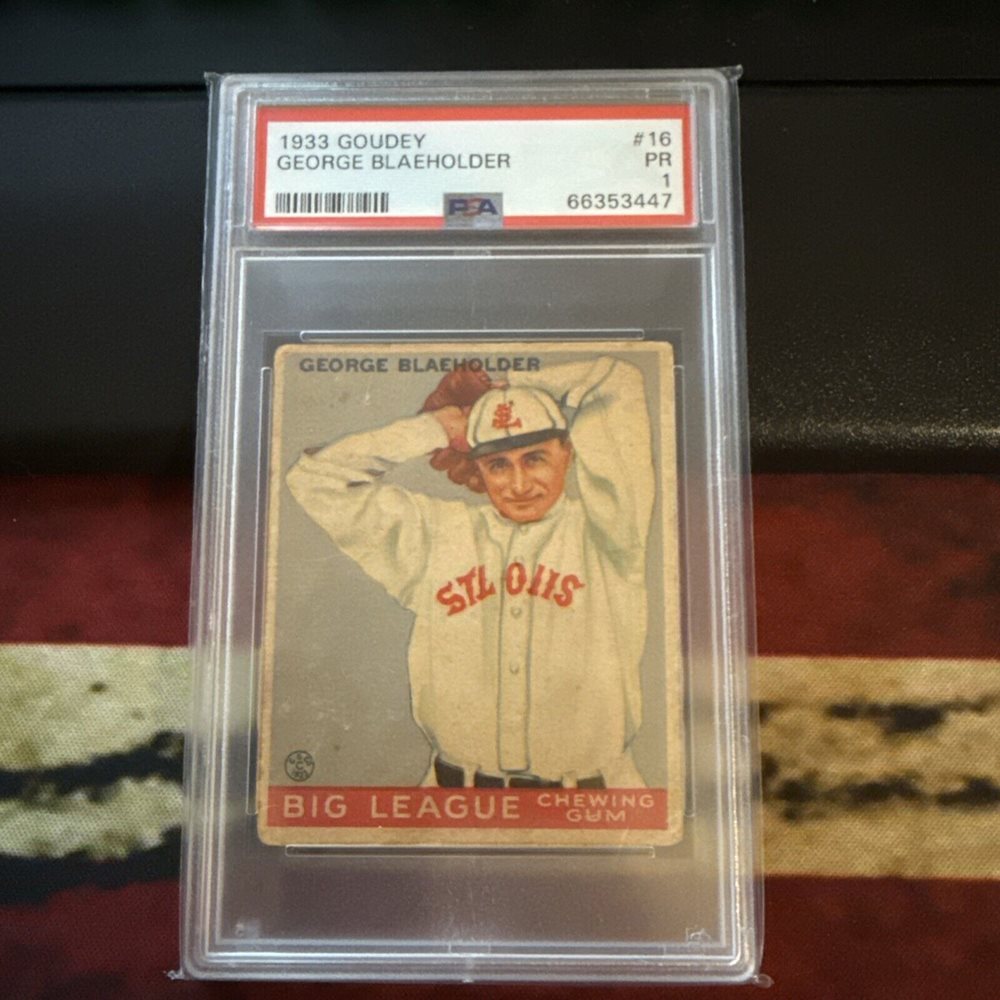 1933 GOUDEY #16
GEORGE BLAEHOLDER PR
1
PSA 66353447
GEORGE BLAEHOLDER
STL
ST. LOUIS
BIG LEAGUE CHEWING
GUM